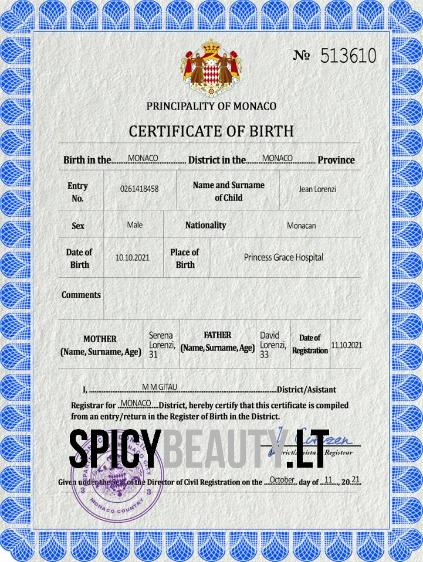 № 513610
PRINCIPALITY OF MONACO
CERTIFICATE OF BIRTH
Birth in the MONACO District in the MONACO Province
Entry No. 0261418458 Name and Surname of Child Jean Lorenzi
Sex Male Nationality Monacan
Date of Birth 10.10.2021 Place of Birth Princess Grace Hospital
Comments
MOTHER (Name, Surname, Age) Serena Lorenzi, 31 FATHER (Name, Surname, Age) David Lorenzi, 33 Date of Registration 11.10.2021
I, M M GITAU District/Asistant
Registrar for MONACO District, hereby certify that this certificate is compiled
from an entry/return in the Register of Birth in the District.
SPICYBEAUTY.LT
Registrar
Given under the Seal of the Director of Civil Registration on the October day of 11, 2021
MONACO COUNTRY